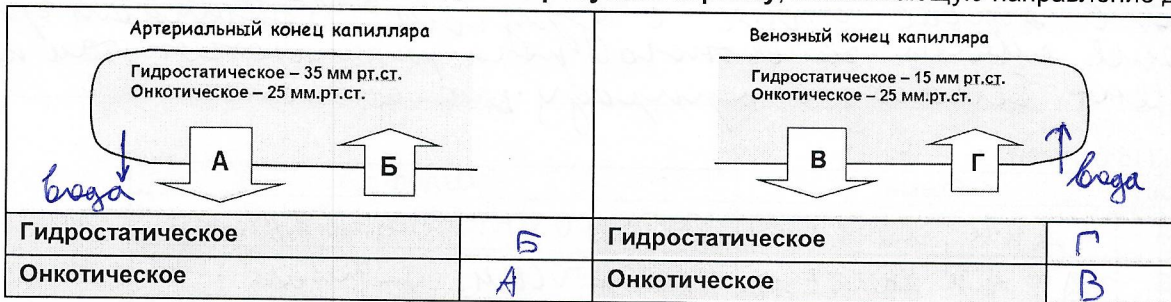 направление д
Артериальный конец капилляра
Гидростатическое – 35 мм рт.ст.
Онкотическое – 25 мм.рт.ст.
А
Б
вода
Венозный конец капилляра
Гидростатическое – 15 мм рт.ст.
Онкотическое – 25 мм.рт.ст.
В
Г
вода
Гидростатическое Б Гидростатическое Г
Онкотическое А Онкотическое В